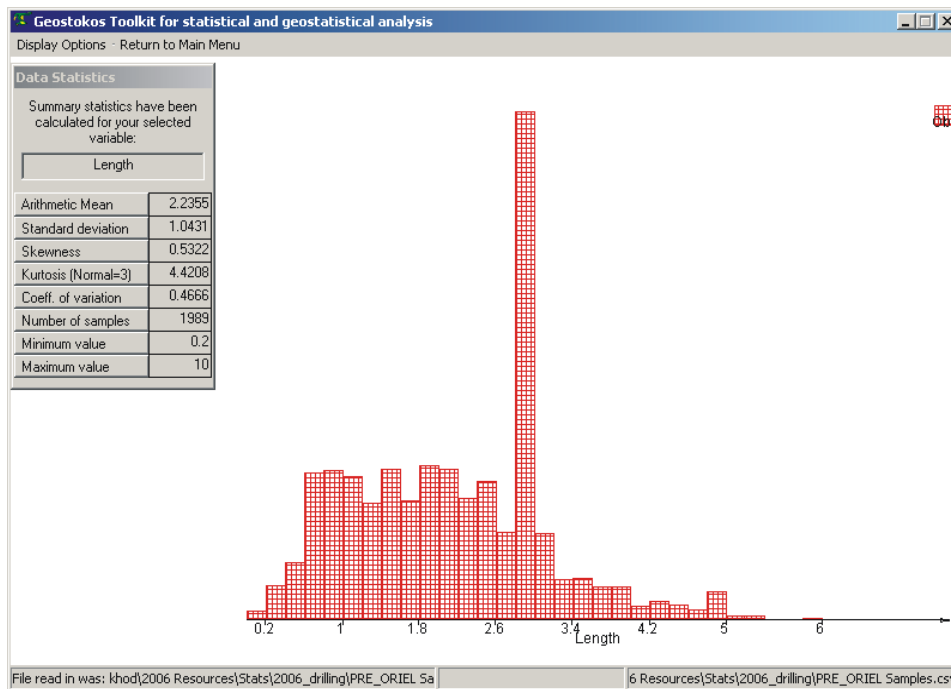 Geostokos Toolkit for statistical and geostatistical analysis
Display Options Return to Main Menu
Data Statistics
Summary statistics have been
calculated for your selected
variable:
Length
Arithmetic Mean 2.2355
Standard deviation 1.0431
Skewness 0.5322
Kurtosis (Normal=3) 4.4208
Coeff. of variation 0.4666
Number of samples 1989
Minimum value 0.2
Maximum value 10
0.2 1 1.8 2.6 3.4 4.2 5 6
Length
File read in was: khod\2006 Resources\Stats\2006_drilling\PRE_ORIEL Sa
6 Resources\Stats\2006_drilling\PRE_ORIEL Samples.cs